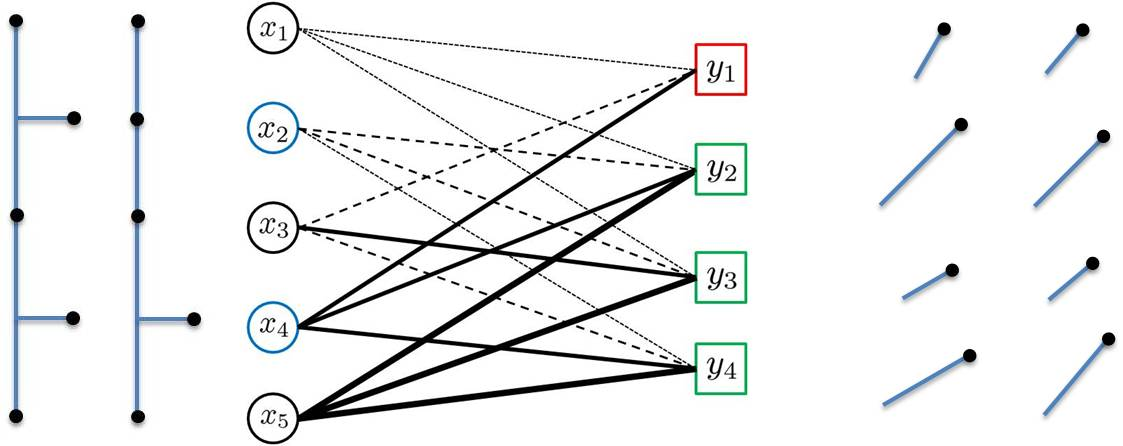 x₁
x₂
x₃
x₄
x₅
y₁
y₂
y₃
y₄